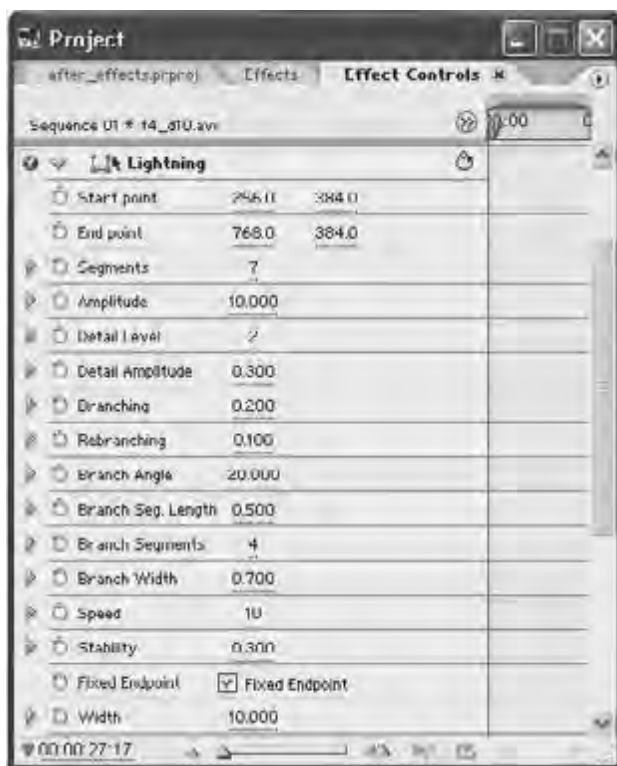 Project
after_effects.prproj Effects Effect Controls
Sequence 01 * 14_d10.avi
0:00
Lightning
Start point 256.0 384.0
End point 768.0 384.0
Segments 7
Amplitude 10.000
Detail Level 2
Detail Amplitude 0.300
Branching 0.200
Rebranching 0.100
Branch Angle 20.000
Branch Seg. Length 0.500
Branch Segments 4
Branch Width 0.700
Speed 10
Stability 0.300
Fixed Endpoint Fixed Endpoint
Width 10.000
00:00:27:17